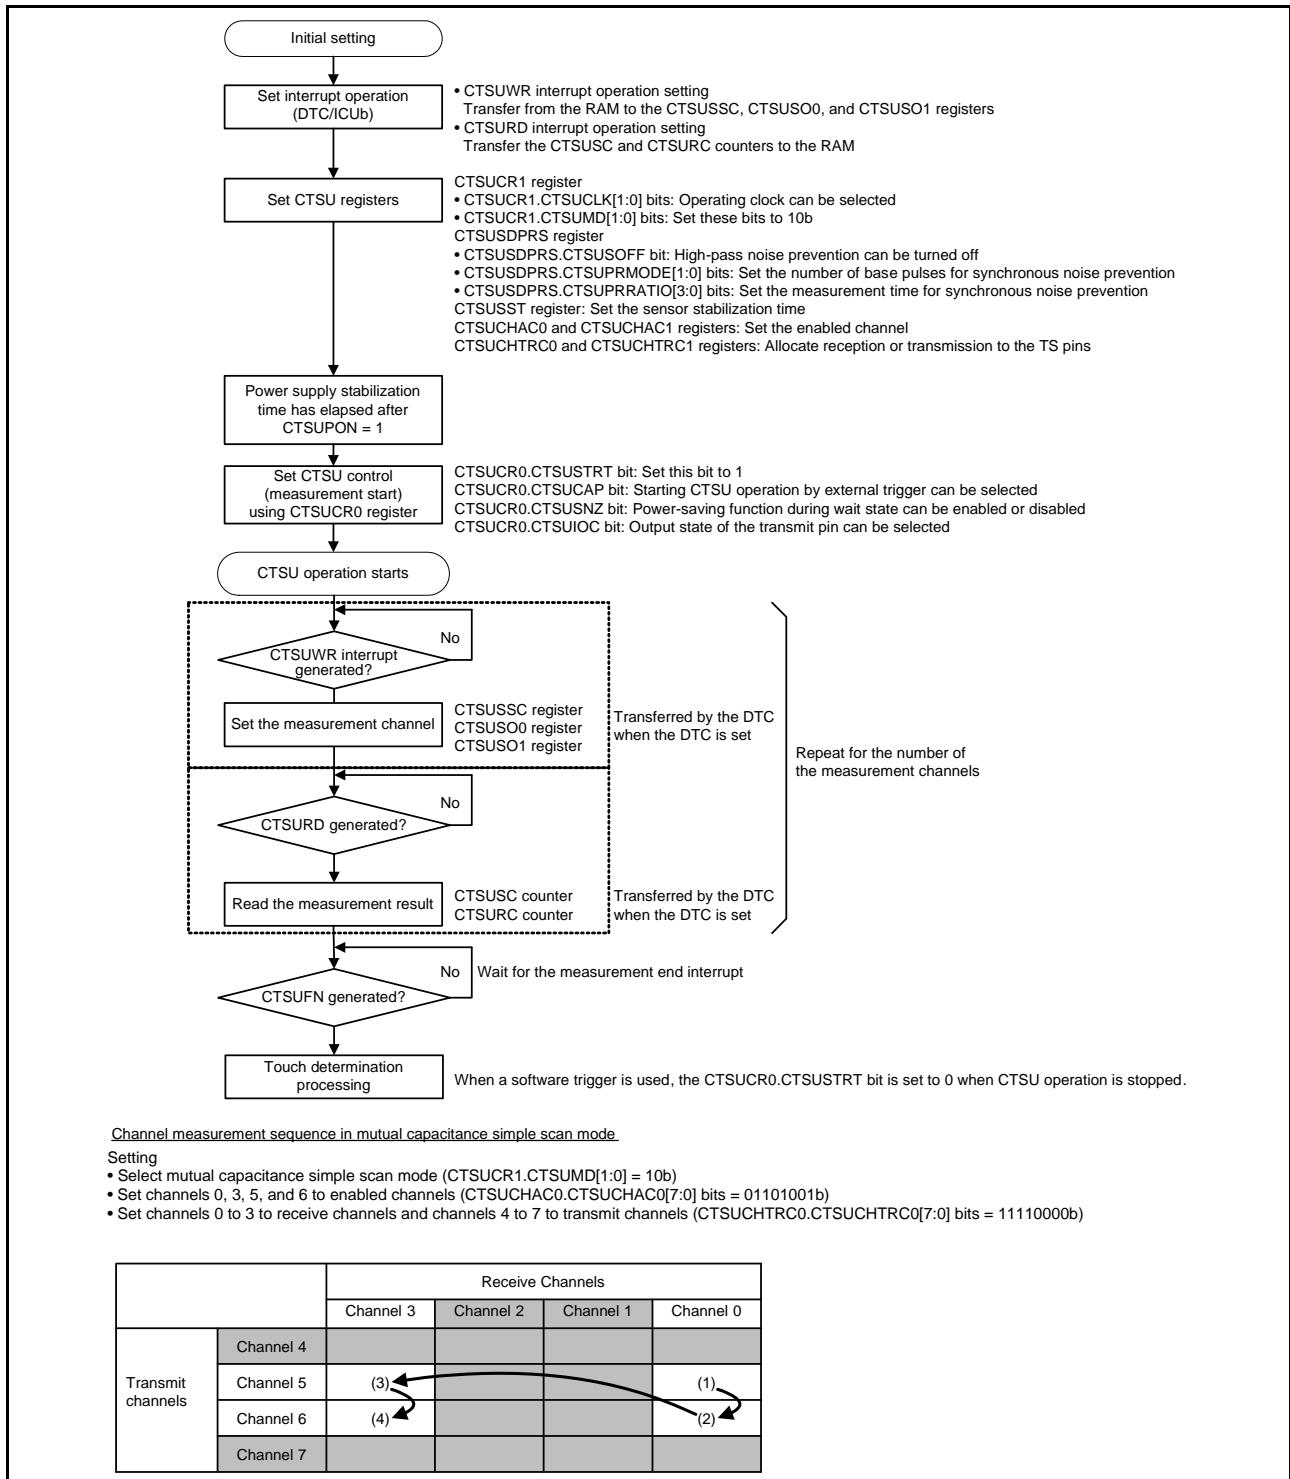 Initial setting
Set interrupt operation
(DTC/ICUb)
• CTSUWR interrupt operation setting
Transfer from the RAM to the CTSUSSC, CTSUSO0, and CTSUSO1 registers
• CTSURD interrupt operation setting
Transfer the CTSUSC and CTSURC counters to the RAM
Set CTSU registers
CTSUCR1 register
• CTSUCR1.CTSUCLK[1:0] bits: Operating clock can be selected
• CTSUCR1.CTSUMD[1:0] bits: Set these bits to 10b
CTSUSDPRS register
• CTSUSDPRS.CTSUSOFF bit: High-pass noise prevention can be turned off
• CTSUSDPRS.CTSUPRMODE[1:0] bits: Set the number of base pulses for synchronous noise prevention
• CTSUSDPRS.CTSUPRRATIO[3:0] bits: Set the measurement time for synchronous noise prevention
CTSUSST register: Set the sensor stabilization time
CTSUCHAC0 and CTSUCHAC1 registers: Set the enabled channel
CTSUCHTRC0 and CTSUCHTRC1 registers: Allocate reception or transmission to the TS pins
Power supply stabilization
time has elapsed after
CTSUPON = 1
Set CTSU control
(measurement start)
using CTSUCR0 register
CTSUCR0.CTSUSTRT bit: Set this bit to 1
CTSUCR0.CTSUCAP bit: Starting CTSU operation by external trigger can be selected
CTSUCR0.CTSUSNZ bit: Power-saving function during wait state can be enabled or disabled
CTSUCR0.CTSUIOC bit: Output state of the transmit pin can be selected
CTSU operation starts
No
CTSUWR interrupt
generated?
Set the measurement channel
CTSUSSC register
CTSUSO0 register
CTSUSO1 register
Transferred by the DTC
when the DTC is set
Repeat for the number of
the measurement channels
No
CTSURD generated?
Read the measurement result
CTSUSC counter
CTSURC counter
Transferred by the DTC
when the DTC is set
No
Wait for the measurement end interrupt
CTSUFN generated?
Touch determination
processing
When a software trigger is used, the CTSUCR0.CTSUSTRT bit is set to 0 when CTSU operation is stopped.
Channel measurement sequence in mutual capacitance simple scan mode
Setting
• Select mutual capacitance simple scan mode (CTSUCR1.CTSUMD[1:0] = 10b)
• Set channels 0, 3, 5, and 6 to enabled channels (CTSUCHAC0.CTSUCHAC0[7:0] bits = 01101001b)
• Set channels 0 to 3 to receive channels and channels 4 to 7 to transmit channels (CTSUCHTRC0.CTSUCHTRC0[7:0] bits = 11110000b)
Receive Channels
Channel 3 Channel 2 Channel 1 Channel 0
Transmit
channels
Channel 4
Channel 5 (3) (1)
Channel 6 (4) (2)
Channel 7